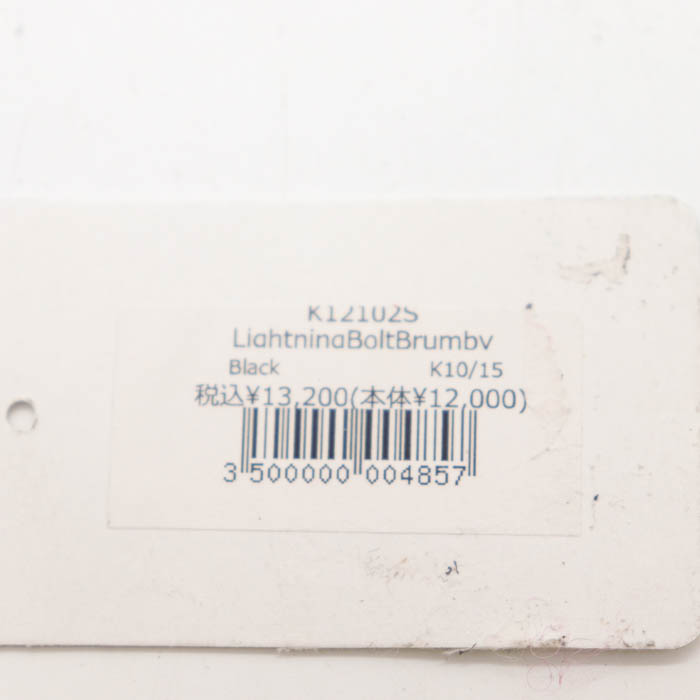 K12102S
LightningBoltBrumby
Black K10/15
税込¥13,200(本体¥12,000)
3 500000 004857